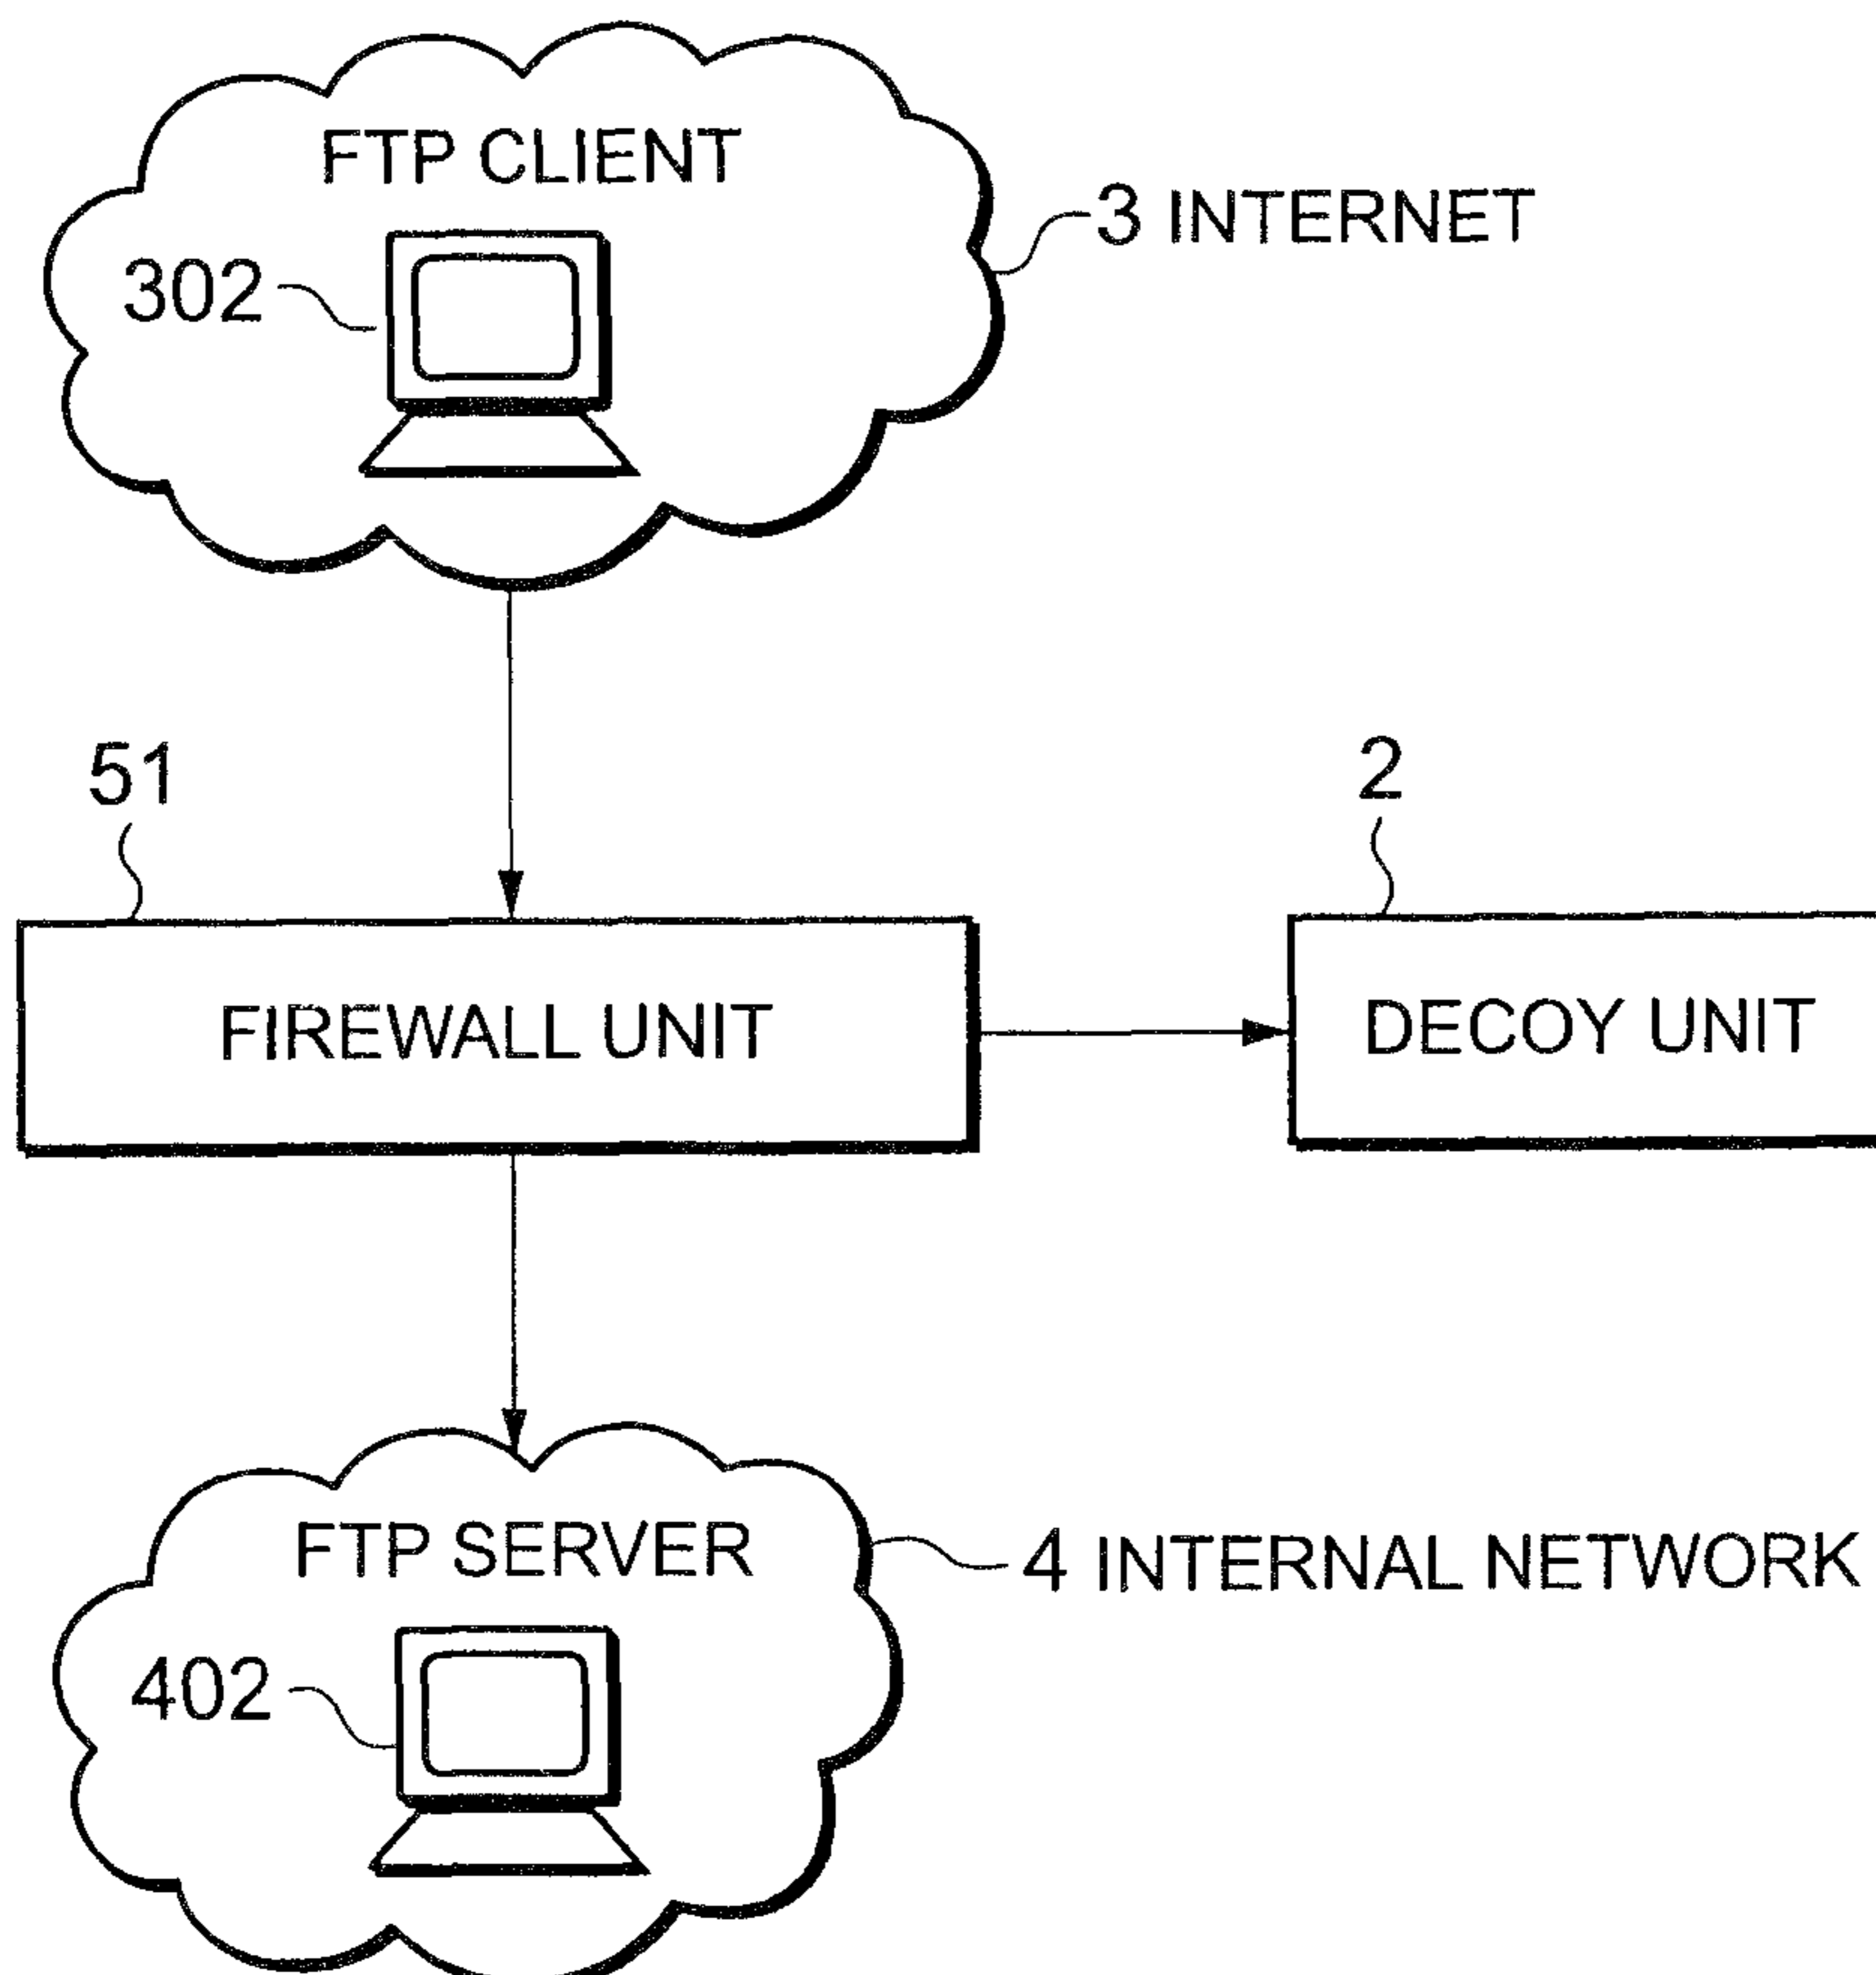 FTP CLIENT
3 INTERNET
302
51
2
FIREWALL UNIT
DECOY UNIT
FTP SERVER
4 INTERNAL NETWORK
402